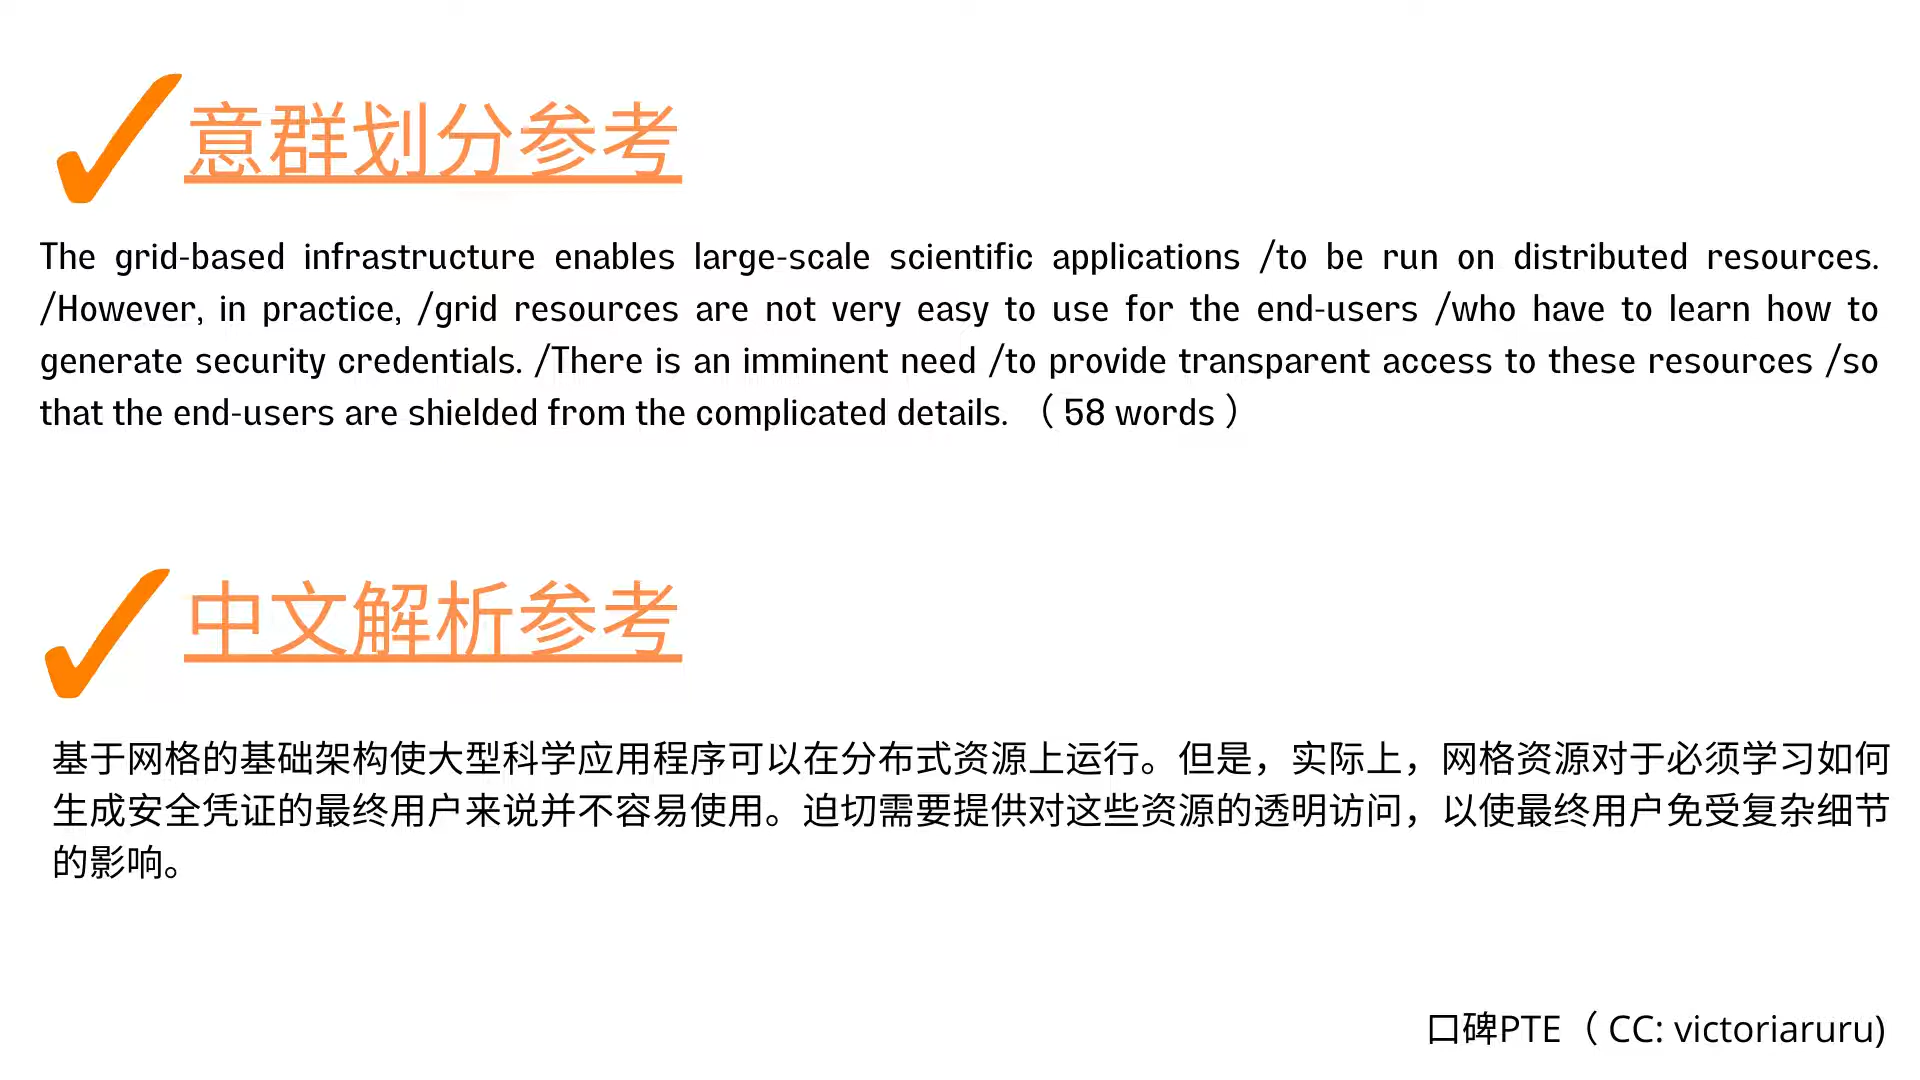 意群划分参考
The grid-based infrastructure enables large-scale scientific applications /to be run on distributed resources.
/However, in practice, /grid resources are not very easy to use for the end-users /who have to learn how to
generate security credentials. /There is an imminent need /to provide transparent access to these resources /so
that the end-users are shielded from the complicated details. （58 words）
中文解析参考
基于网格的基础架构使大型科学应用程序可以在分布式资源上运行。但是，实际上，网格资源对于必须学习如何
生成安全凭证的最终用户来说并不容易使用。迫切需要提供对这些资源的透明访问，以使最终用户免受复杂细节
的影响。
口碑PTE（CC: victoriaruru)